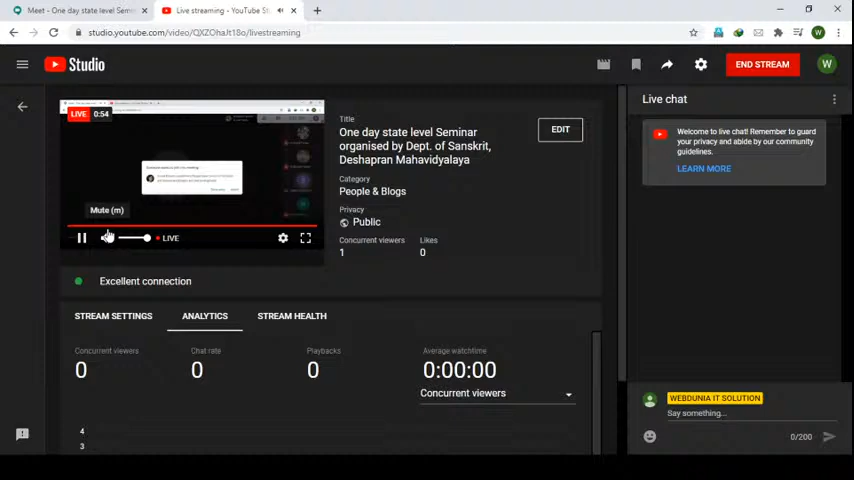 Meet - One day state level Semin
Live streaming - YouTube St
studio.youtube.com/video/QXZOhaJt18o/livestreaming
W
Studio
END STREAM
W
LIVE 0:54
Mute (m)
LIVE
Title
One day state level Seminar
organised by Dept. of Sanskrit,
Deshapran Mahavidyalaya
EDIT
Category
People & Blogs
Privacy
Public
Concurrent viewers Likes
1 0
Excellent connection
STREAM SETTINGS ANALYTICS STREAM HEALTH
Concurrent viewers Chat rate Playbacks Average watchtime
0 0 0 0:00:00
Concurrent viewers
4
3
Live chat
Welcome to live chat! Remember to guard
your privacy and abide by our community
guidelines.
LEARN MORE
WEBDUNIA IT SOLUTION
Say something...
0/200